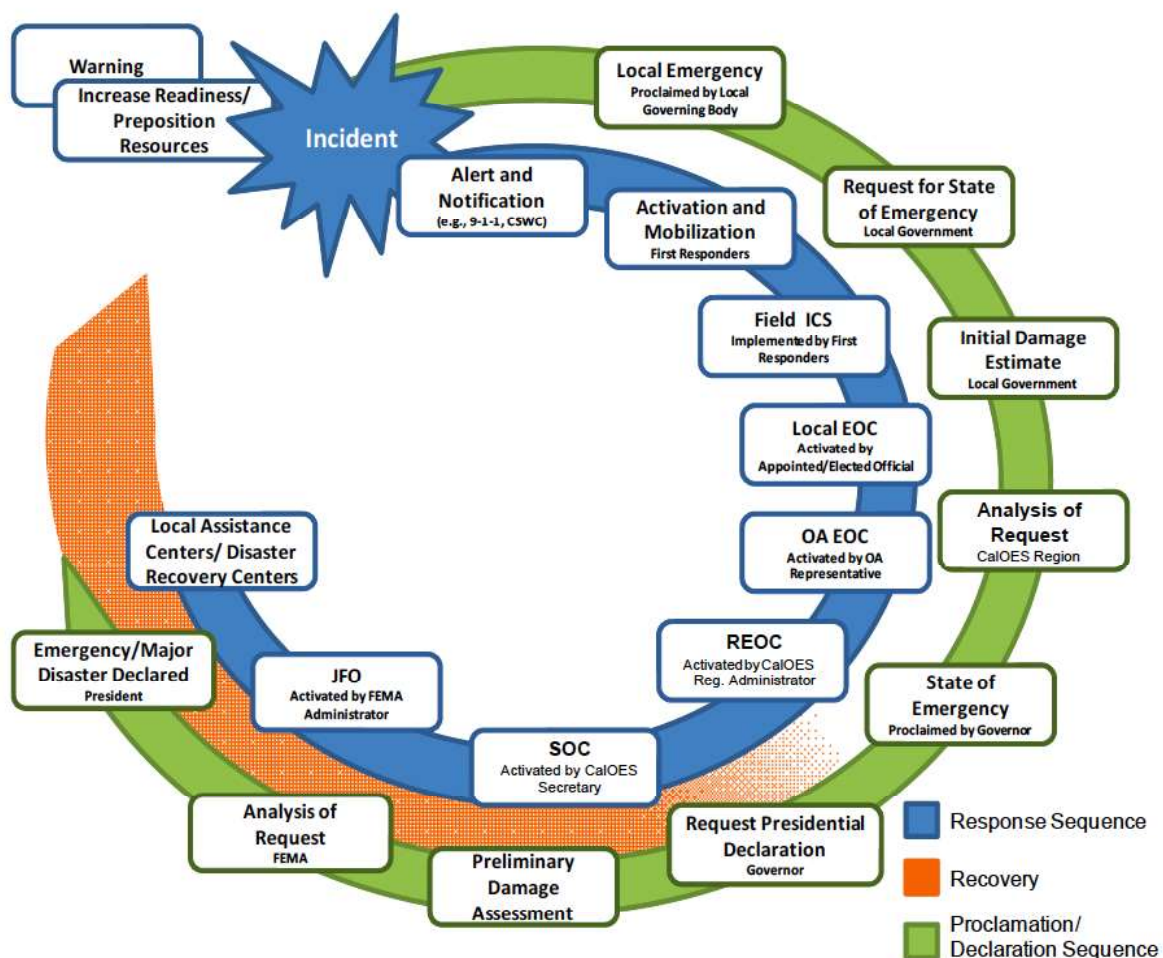 Warning
Increase Readiness/
Preposition
Resources
Incident
Alert and
Notification
(e.g., 9-1-1, CSWC)
Activation and
Mobilization
First Responders
Field ICS
Implemented by First
Responders
Local EOC
Activated by
Appointed/Elected Official
OA EOC
Activated by OA
Representative
REOC
Activated by CalOES
Reg. Administrator
SOC
Activated by CalOES
Secretary
JFO
Activated by FEMA
Administrator
Local Assistance
Centers/ Disaster
Recovery Centers
Local Emergency
Proclaimed by Local
Governing Body
Request for State
of Emergency
Local Government
Initial Damage
Estimate
Local Government
Analysis of
Request
CalOES Region
State of
Emergency
Proclaimed by Governor
Request Presidential
Declaration
Governor
Preliminary
Damage
Assessment
Analysis of
Request
FEMA
Emergency/Major
Disaster Declared
President
Response Sequence
Recovery
Proclamation/
Declaration Sequence